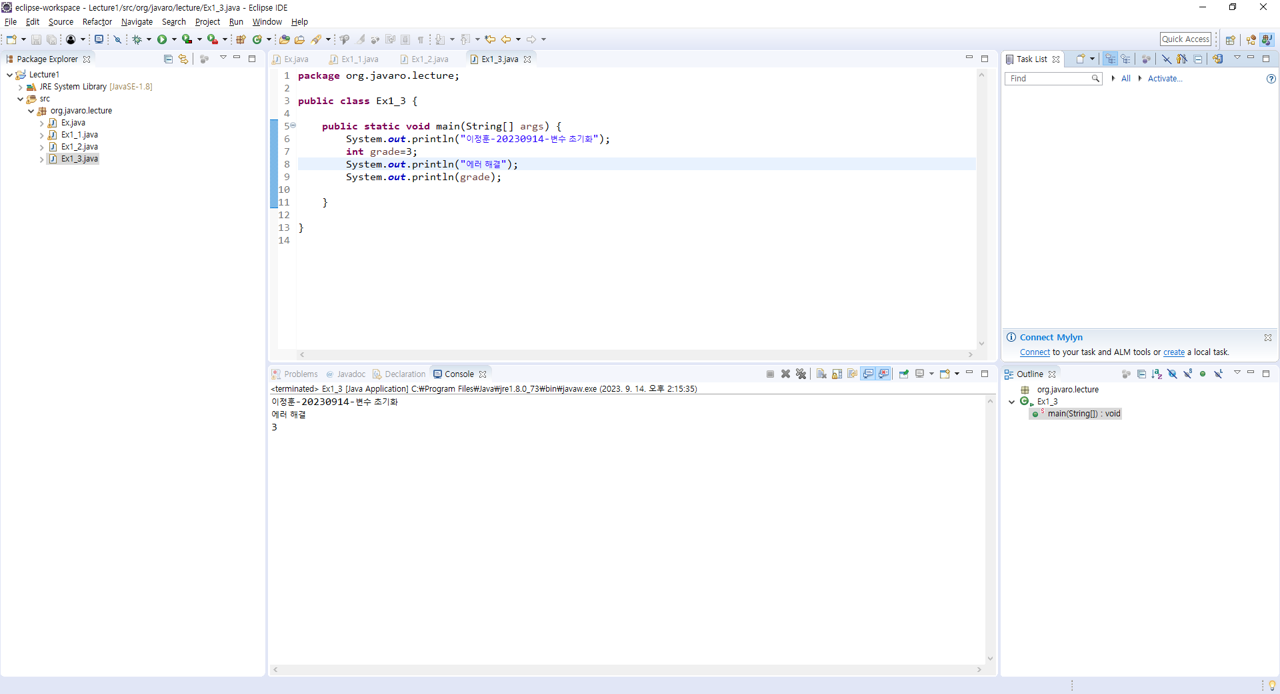 eclipse-workspace - Lecture1/src/org/javaro/lecture/Ex1_3.java - Eclipse IDE
File Edit Source Refactor Navigate Search Project Run Window Help
Quick Access
Package Explorer
Lecture1
JRE System Library [JavaSE-1.8]
src
org.javaro.lecture
Ex.java
Ex1_1.java
Ex1_2.java
Ex1_3.java
Ex.java Ex1_1.java Ex1_2.java Ex1_3.java
1 package org.javaro.lecture;
2
3 public class Ex1_3 {
4
5 public static void main(String[] args) {
6 System.out.println("이정훈-20230914-변수 초기화");
7 int grade=3;
8 System.out.println("에러 해결");
9 System.out.println(grade);
10
11 }
12
13 }
14
Task List
Find All Activate...
Connect Mylyn
Connect to your task and ALM tools or create a local task.
Problems Javadoc Declaration Console
<terminated> Ex1_3 [Java Application] C:₩Program Files₩Java₩jre1.8.0_73₩bin₩javaw.exe (2023. 9. 14. 오후 2:15:35)
이정훈-20230914-변수 초기화
에러 해결
3
Outline
org.javaro.lecture
Ex1_3
main(String[]) : void